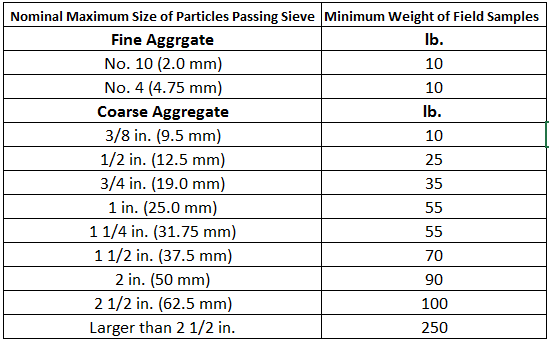 Nominal Maximum Size of Particles Passing Sieve Minimum Weight of Field Samples
Fine Aggrgate lb.
No. 10 (2.0 mm) 10
No. 4 (4.75 mm) 10
Coarse Aggregate lb.
3/8 in. (9.5 mm) 10
1/2 in. (12.5 mm) 25
3/4 in. (19.0 mm) 35
1 in. (25.0 mm) 55
1 1/4 in. (31.75 mm) 55
1 1/2 in. (37.5 mm) 70
2 in. (50 mm) 90
2 1/2 in. (62.5 mm) 100
Larger than 2 1/2 in. 250